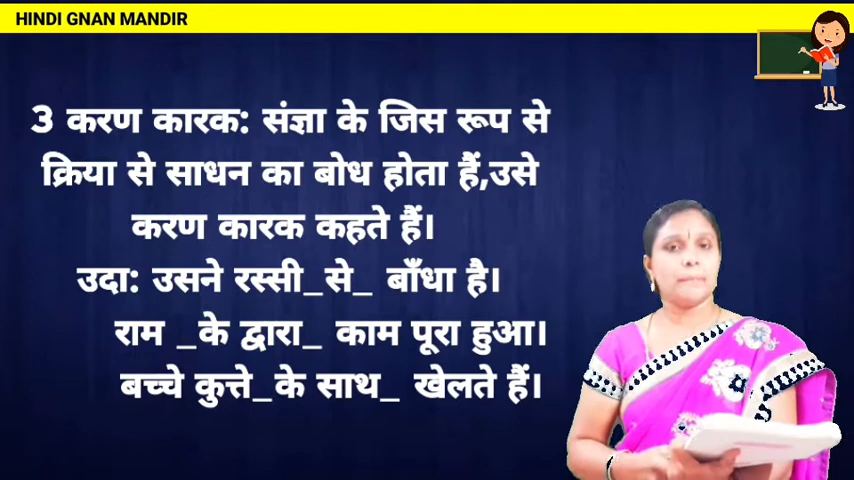 HINDI GNAN MANDIR
3 करण कारक: संज्ञा के जिस रूप से
क्रिया से साधन का बोध होता हैं,उसे
करण कारक कहते हैं।
उदा: उसने रस्सी_से_ बाँधा है।
राम _के द्वारा_ काम पूरा हुआ।
बच्चे कुत्ते_के साथ_ खेलते हैं।